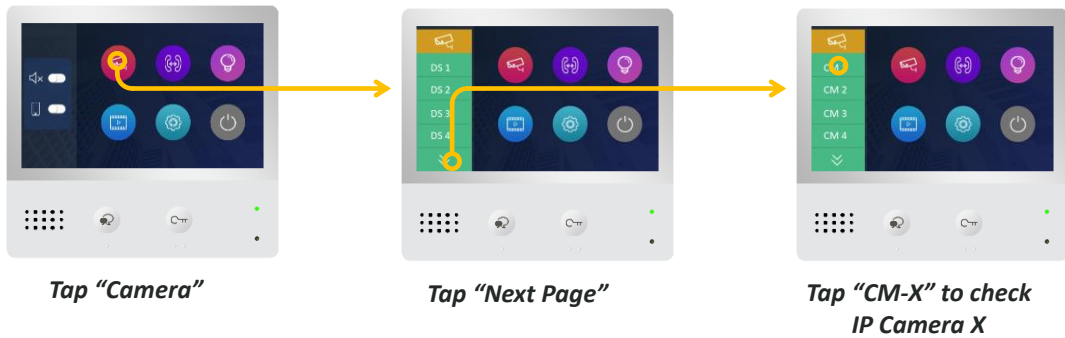 DS 1
DS 2
DS 3
DS 4
CM
CM 2
CM 3
CM 4
Tap “Camera”
Tap “Next Page”
Tap “CM-X” to check
IP Camera X